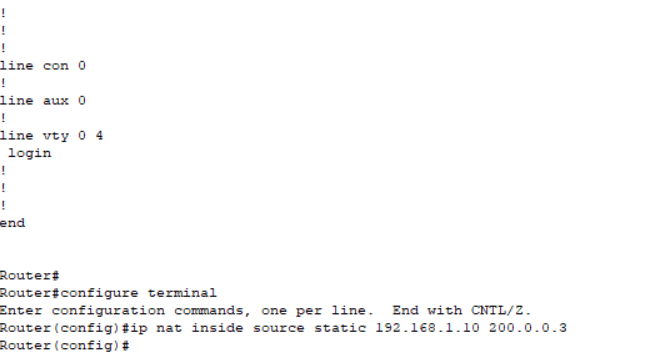 !
!
!
line con 0
!
line aux 0
!
line vty 0 4
 login
!
!
!
end
Router#
Router#configure terminal
Enter configuration commands, one per line.  End with CNTL/Z.
Router(config)#ip nat inside source static 192.168.1.10 200.0.0.3
Router(config)#